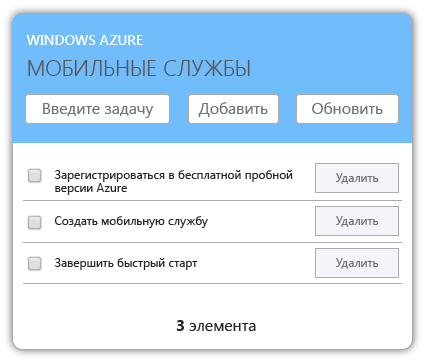 WINDOWS AZURE
МОБИЛЬНЫЕ СЛУЖБЫ
Введите задачу Добавить Обновить
Зарегистрироваться в бесплатной пробной
версии Azure
Удалить
Создать мобильную службу Удалить
Завершить быстрый старт Удалить
3 элемента